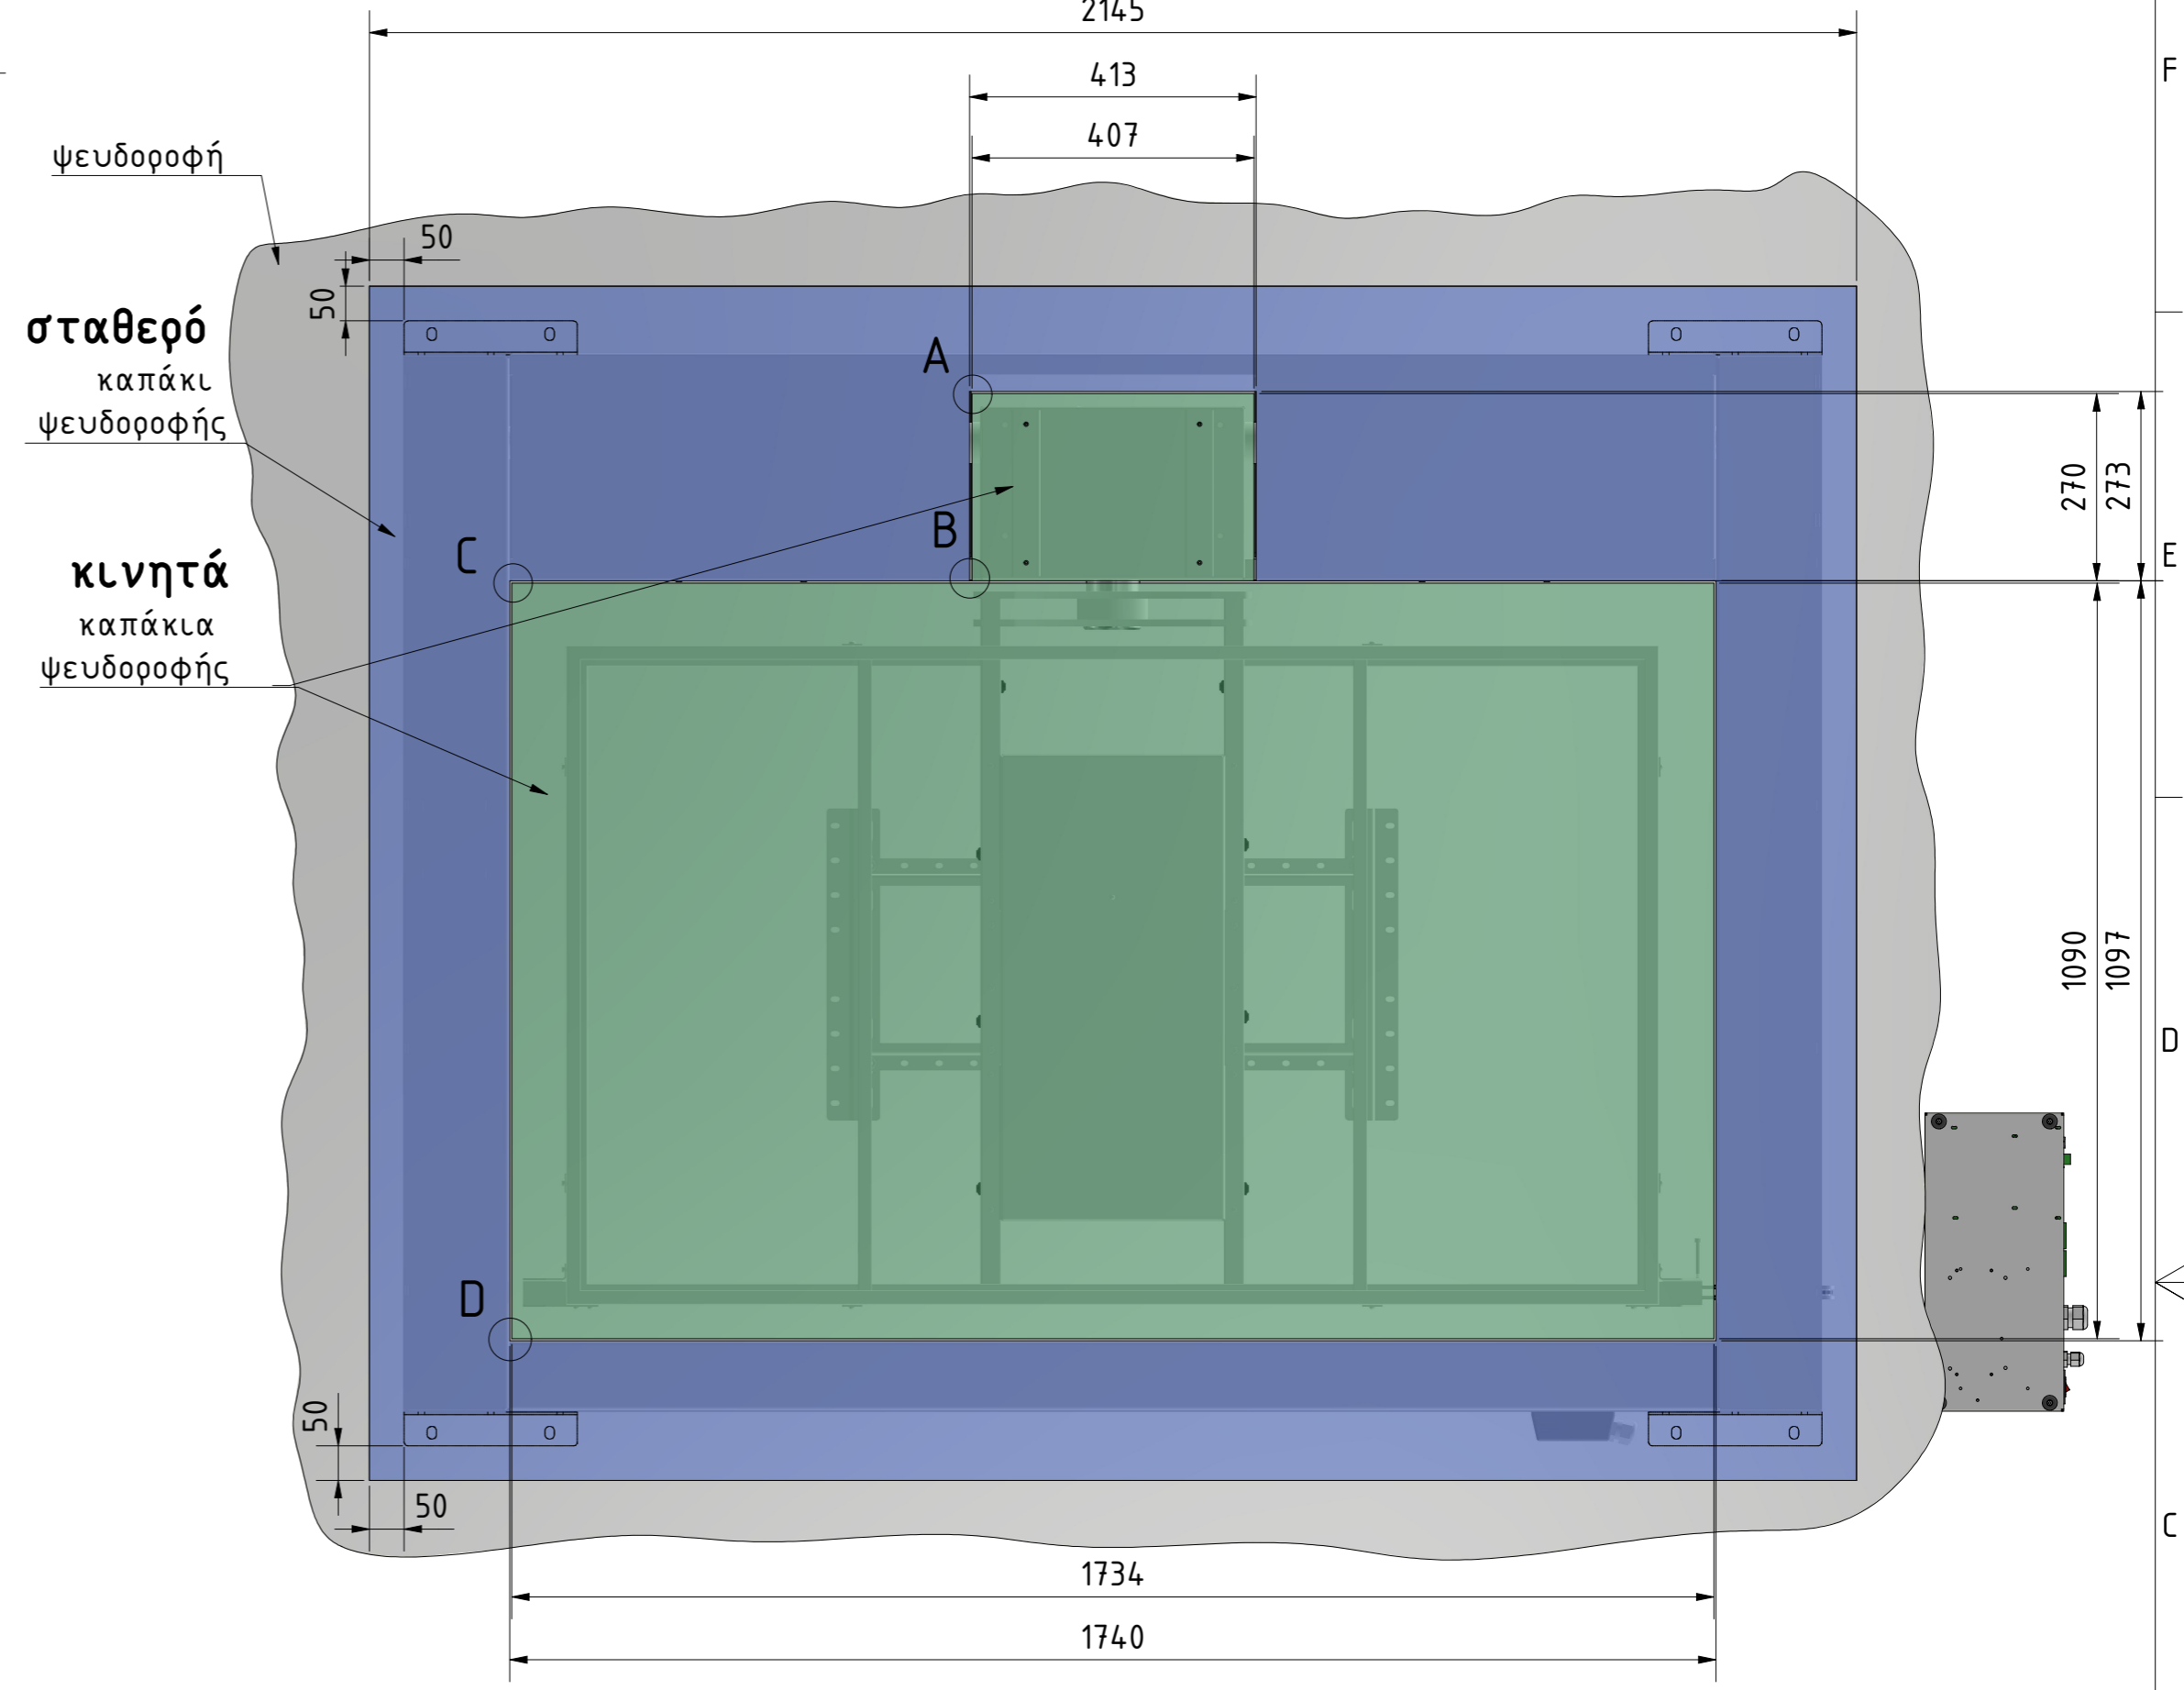 2145
F
413
407
ψευδοροφή
50
50
σταθερό
καπάκι
ψευδοροφής
A
270
273
B
C
E
κινητά
καπάκια
ψευδοροφής
1090
1097
D
D
50
50
C
1734
1740